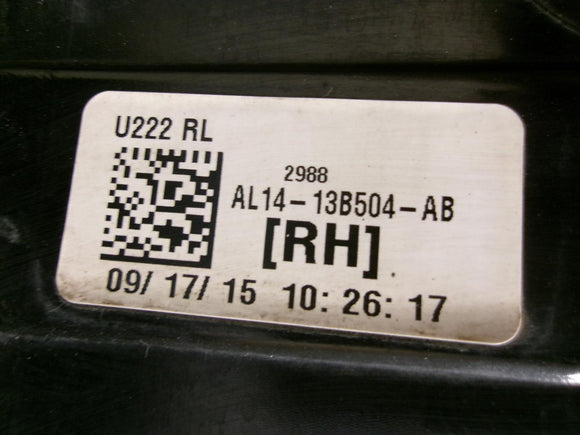 U222 RL
2988
AL14-13B504-AB
[RH]
09/ 17/ 15 10: 26: 17